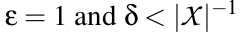 ε = 1 and δ < |X|⁻¹